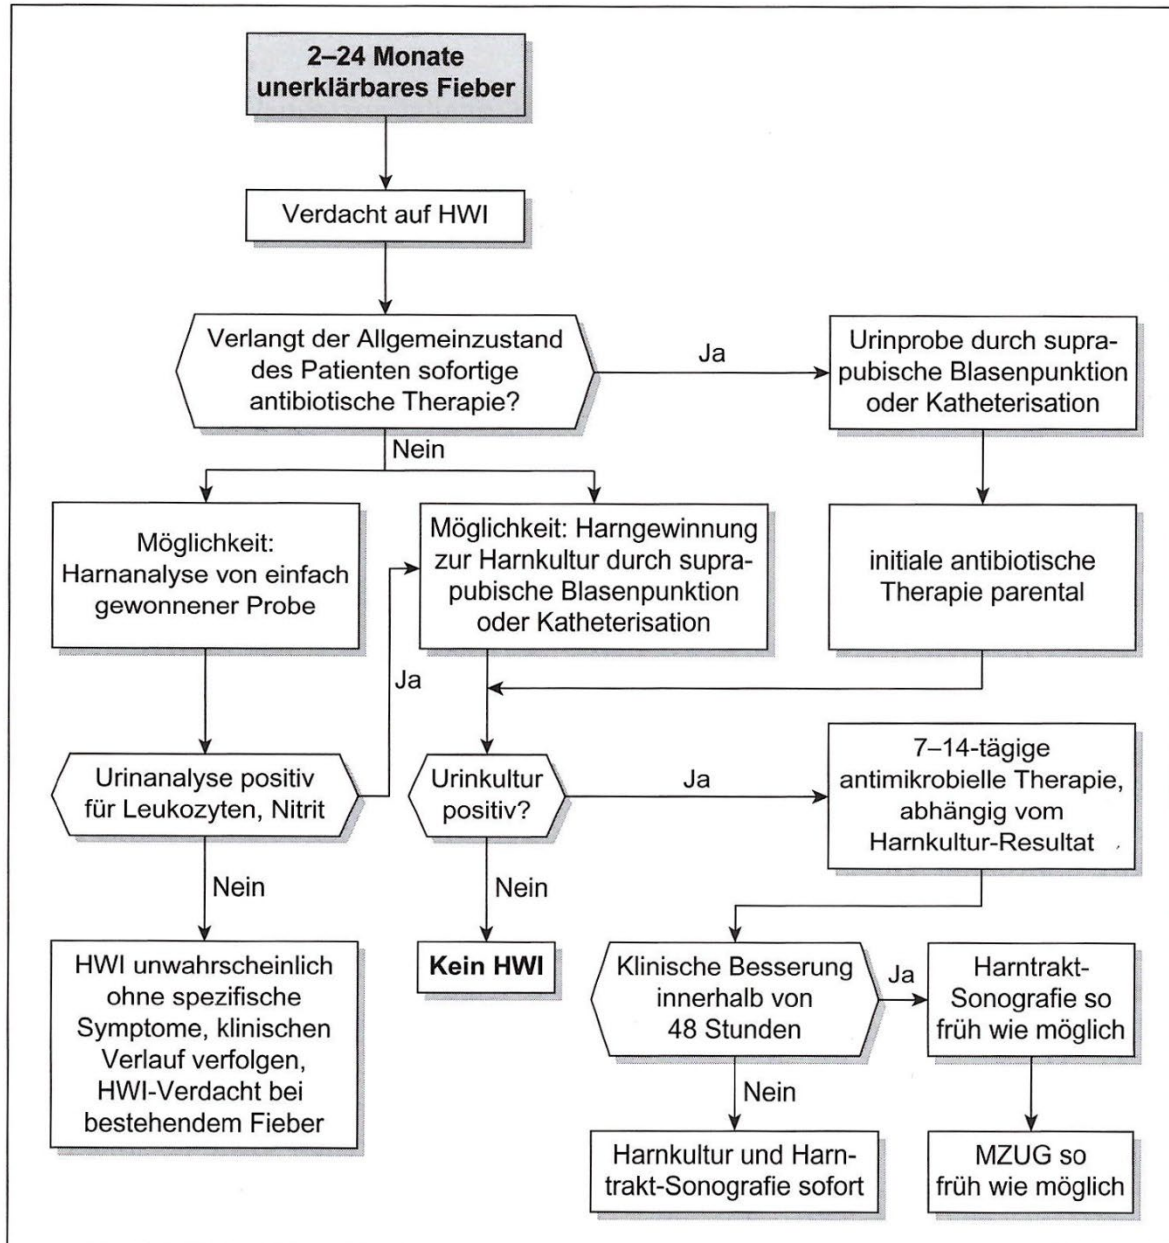 2–24 Monate
unerklärbares Fieber
Verdacht auf HWI
Verlangt der Allgemeinzustand
des Patienten sofortige
antibiotische Therapie?
Ja
Urinprobe durch supra-
pubische Blasenpunktion
oder Katheterisation
Nein
Möglichkeit:
Harnanalyse von einfach
gewonnener Probe
Möglichkeit: Harngewinnung
zur Harnkultur durch supra-
pubische Blasenpunktion
oder Katheterisation
initiale antibiotische
Therapie parental
Ja
Urinanalyse positiv
für Leukozyten, Nitrit
Urinkultur
positiv?
Ja
7–14-tägige
antimikrobielle Therapie,
abhängig vom
Harnkultur-Resultat
Nein
Nein
HWI unwahrscheinlich
ohne spezifische
Symptome, klinischen
Verlauf verfolgen,
HWI-Verdacht bei
bestehendem Fieber
Kein HWI
Klinische Besserung
innerhalb von
48 Stunden
Ja
Harntrakt-
Sonografie so
früh wie möglich
Nein
Harnkultur und Harn-
trakt-Sonografie sofort
MZUG so
früh wie möglich